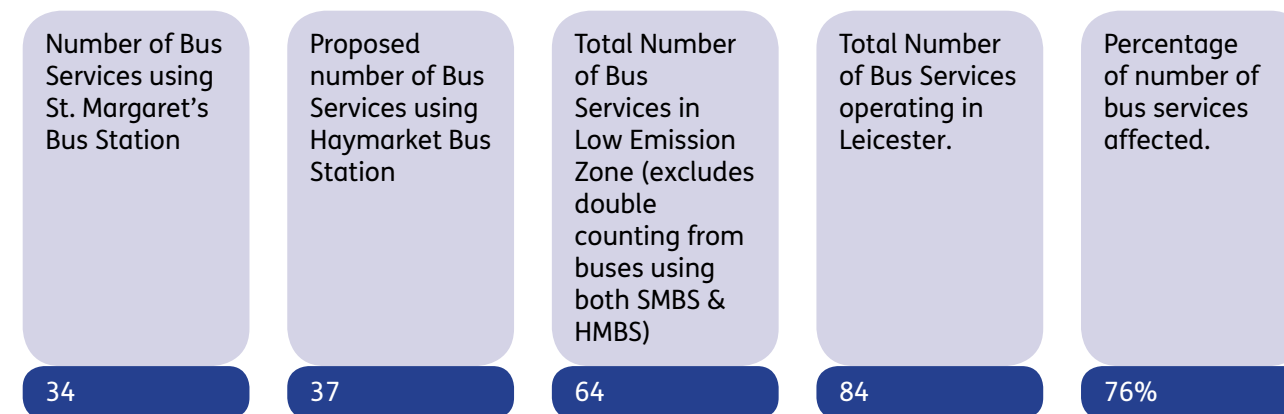 Number of Bus
Services using
St. Margaret’s
Bus Station
34
Proposed
number of Bus
Services using
Haymarket Bus
Station
37
Total Number
of Bus
Services in
Low Emission
Zone (excludes
double
counting from
buses using
both SMBS &
HMBS)
64
Total Number
of Bus Services
operating in
Leicester.
84
Percentage
of number of
bus services
affected.
76%